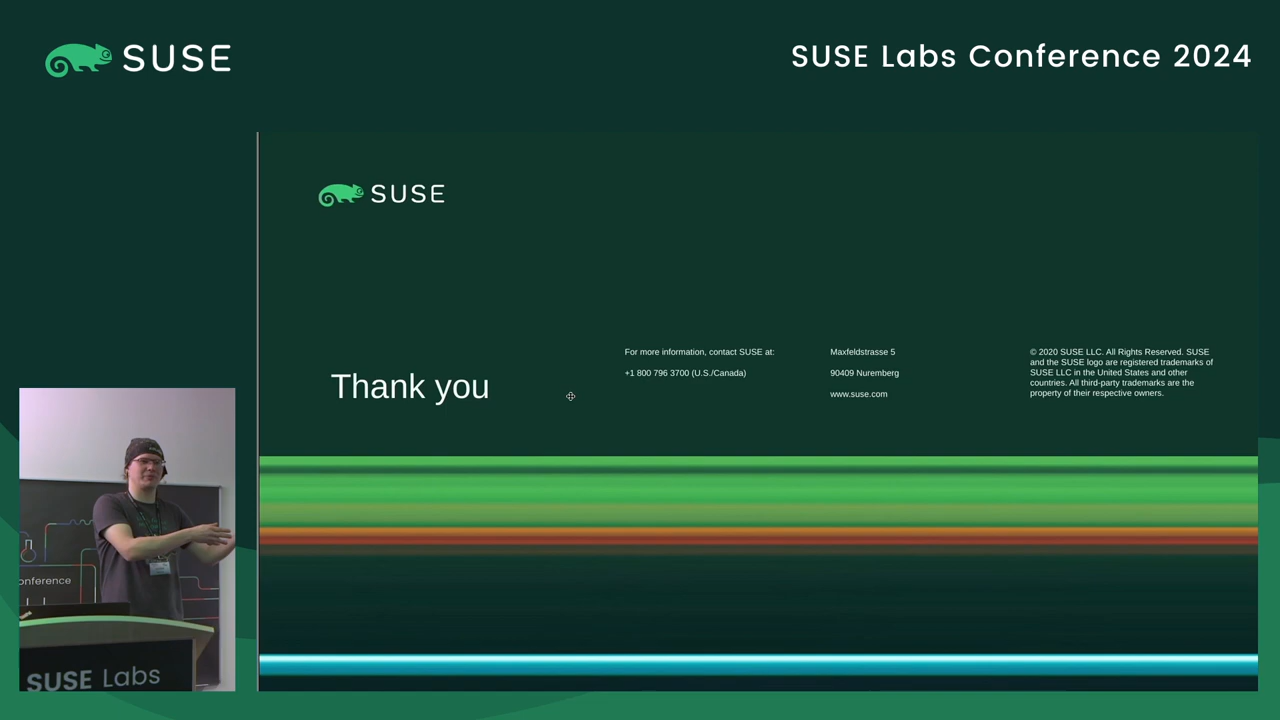 SUSE
SUSE Labs Conference 2024
SUSE
Thank you
For more information, contact SUSE at:
+1 800 796 3700 (U.S./Canada)
Maxfeldstrasse 5
90409 Nuremberg
www.suse.com
© 2020 SUSE LLC. All Rights Reserved. SUSE
and the SUSE logo are registered trademarks of
SUSE LLC in the United States and other
countries. All third-party trademarks are the
property of their respective owners.
onference
SUSE Labs